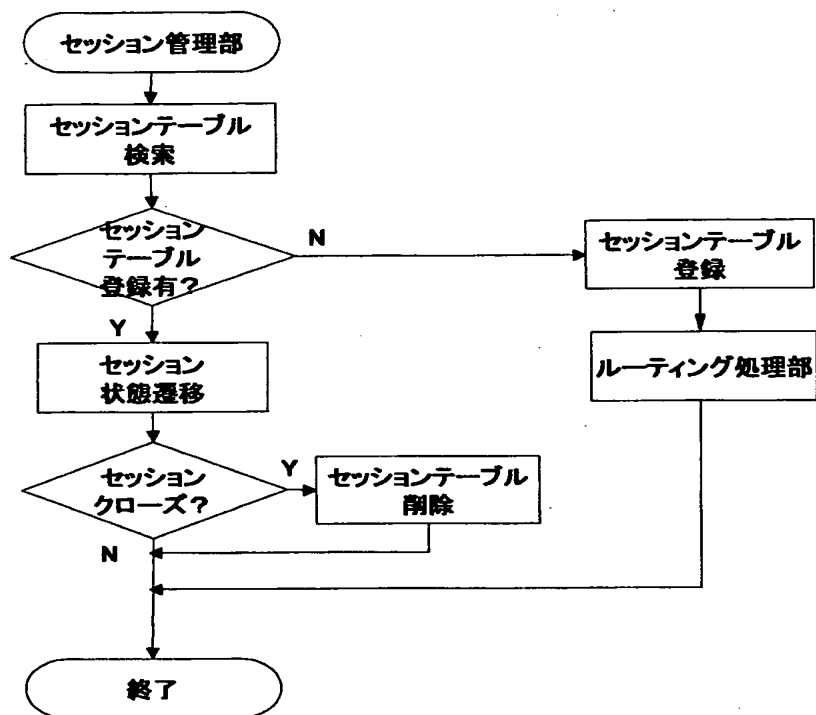 セッション管理部
セッションテーブル
検索
セッション
テーブル
登録有?
N
セッションテーブル
登録
Y
セッション
状態遷移
ルーティング処理部
セッション
クローズ?
Y
セッションテーブル
削除
N
終了